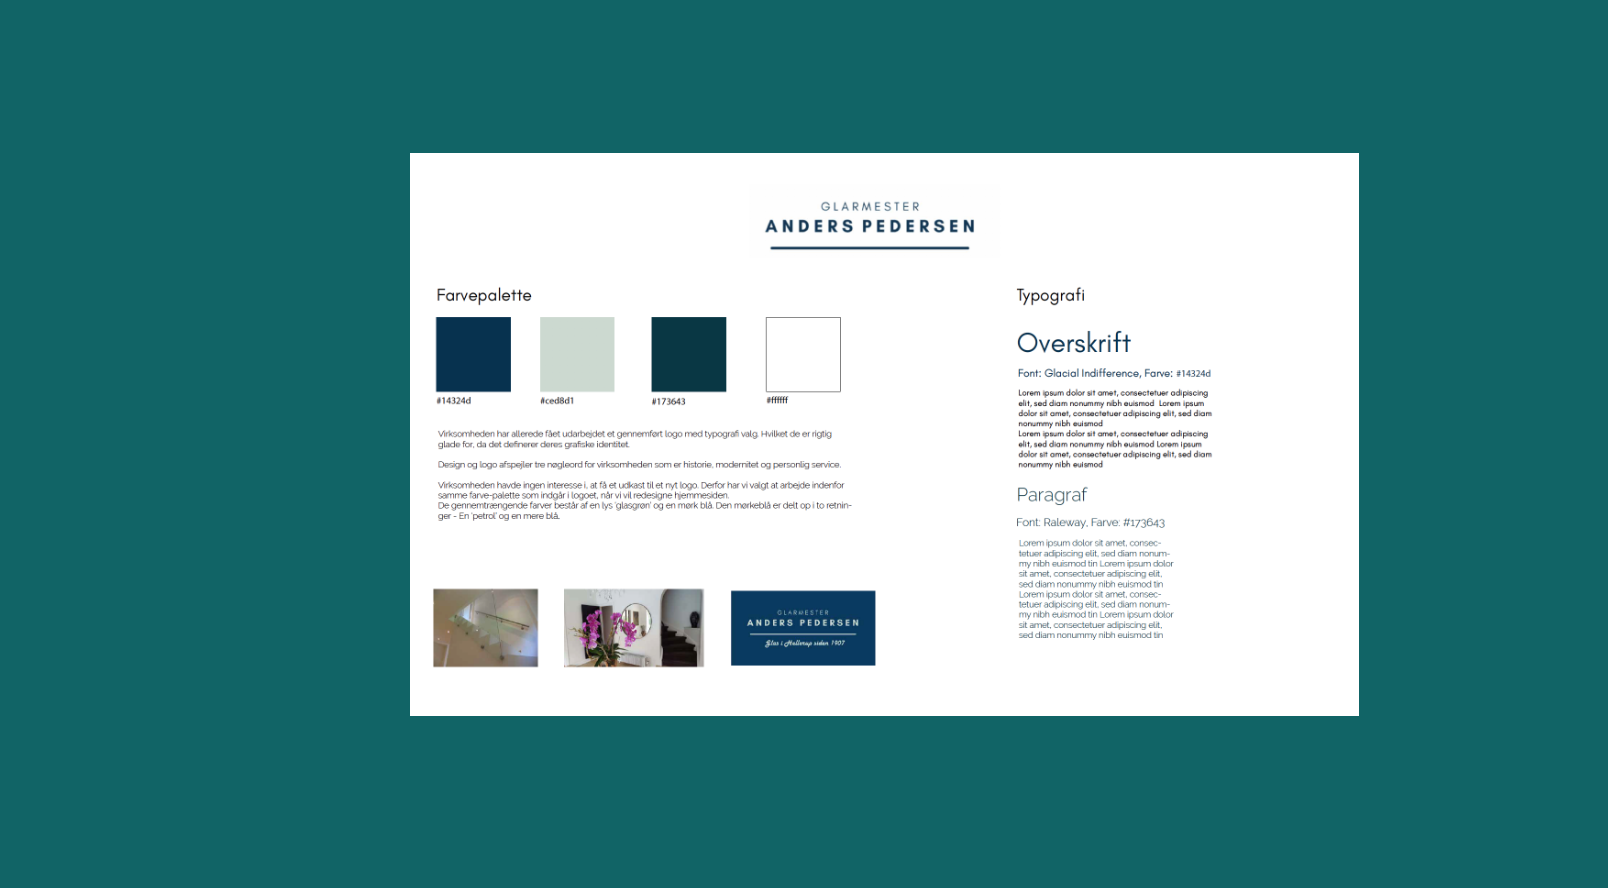 GLARMESTER
ANDERS PEDERSEN
Farvepalette
#14324d
#ced8d1
#173643
#ffffff
Virksomheden har allerede fået udarbejdet et gennemført logo med typografi valg. Hvilket de er rigtig
glade for, da det definerer deres grafiske identitet.
Design og logo afspejler tre nøgleord for virksomheden som er historie, modernitet og personlig service.
Virksomheden havde ingen interesse i, at få et udkast til et nyt logo. Derfor har vi valgt at arbejde indenfor
samme farve-palette som indgår i logoet, når vi vil redesigne hjemmesiden.
De gennemtrængende farver består af en lys 'glasgrøn' og en mørk blå. Den mørkeblå er delt op i to retnin-
ger - En 'petrol' og en mere blå.
GLARMESTER
ANDERS PEDERSEN
Glas i Hellerup siden 1907
Typografi
Overskrift
Font: Glacial Indifference, Farve: #14324d
Lorem ipsum dolor sit amet, consectetuer adipiscing
elit, sed diam nonummy nibh euismod Lorem ipsum
dolor sit amet, consectetuer adipiscing elit, sed diam
nonummy nibh euismod
Lorem ipsum dolor sit amet, consectetuer adipiscing
elit, sed diam nonummy nibh euismod Lorem ipsum
dolor sit amet, consectetuer adipiscing elit, sed diam
nonummy nibh euismod
Paragraf
Font: Raleway, Farve: #173643
Lorem ipsum dolor sit amet, consec-
tetuer adipiscing elit, sed diam nonum-
my nibh euismod tin Lorem ipsum dolor
sit amet, consectetuer adipiscing elit,
sed diam nonummy nibh euismod tin
Lorem ipsum dolor sit amet, consec-
tetuer adipiscing elit, sed diam nonum-
my nibh euismod tin Lorem ipsum dolor
sit amet, consectetuer adipiscing elit,
sed diam nonummy nibh euismod tin